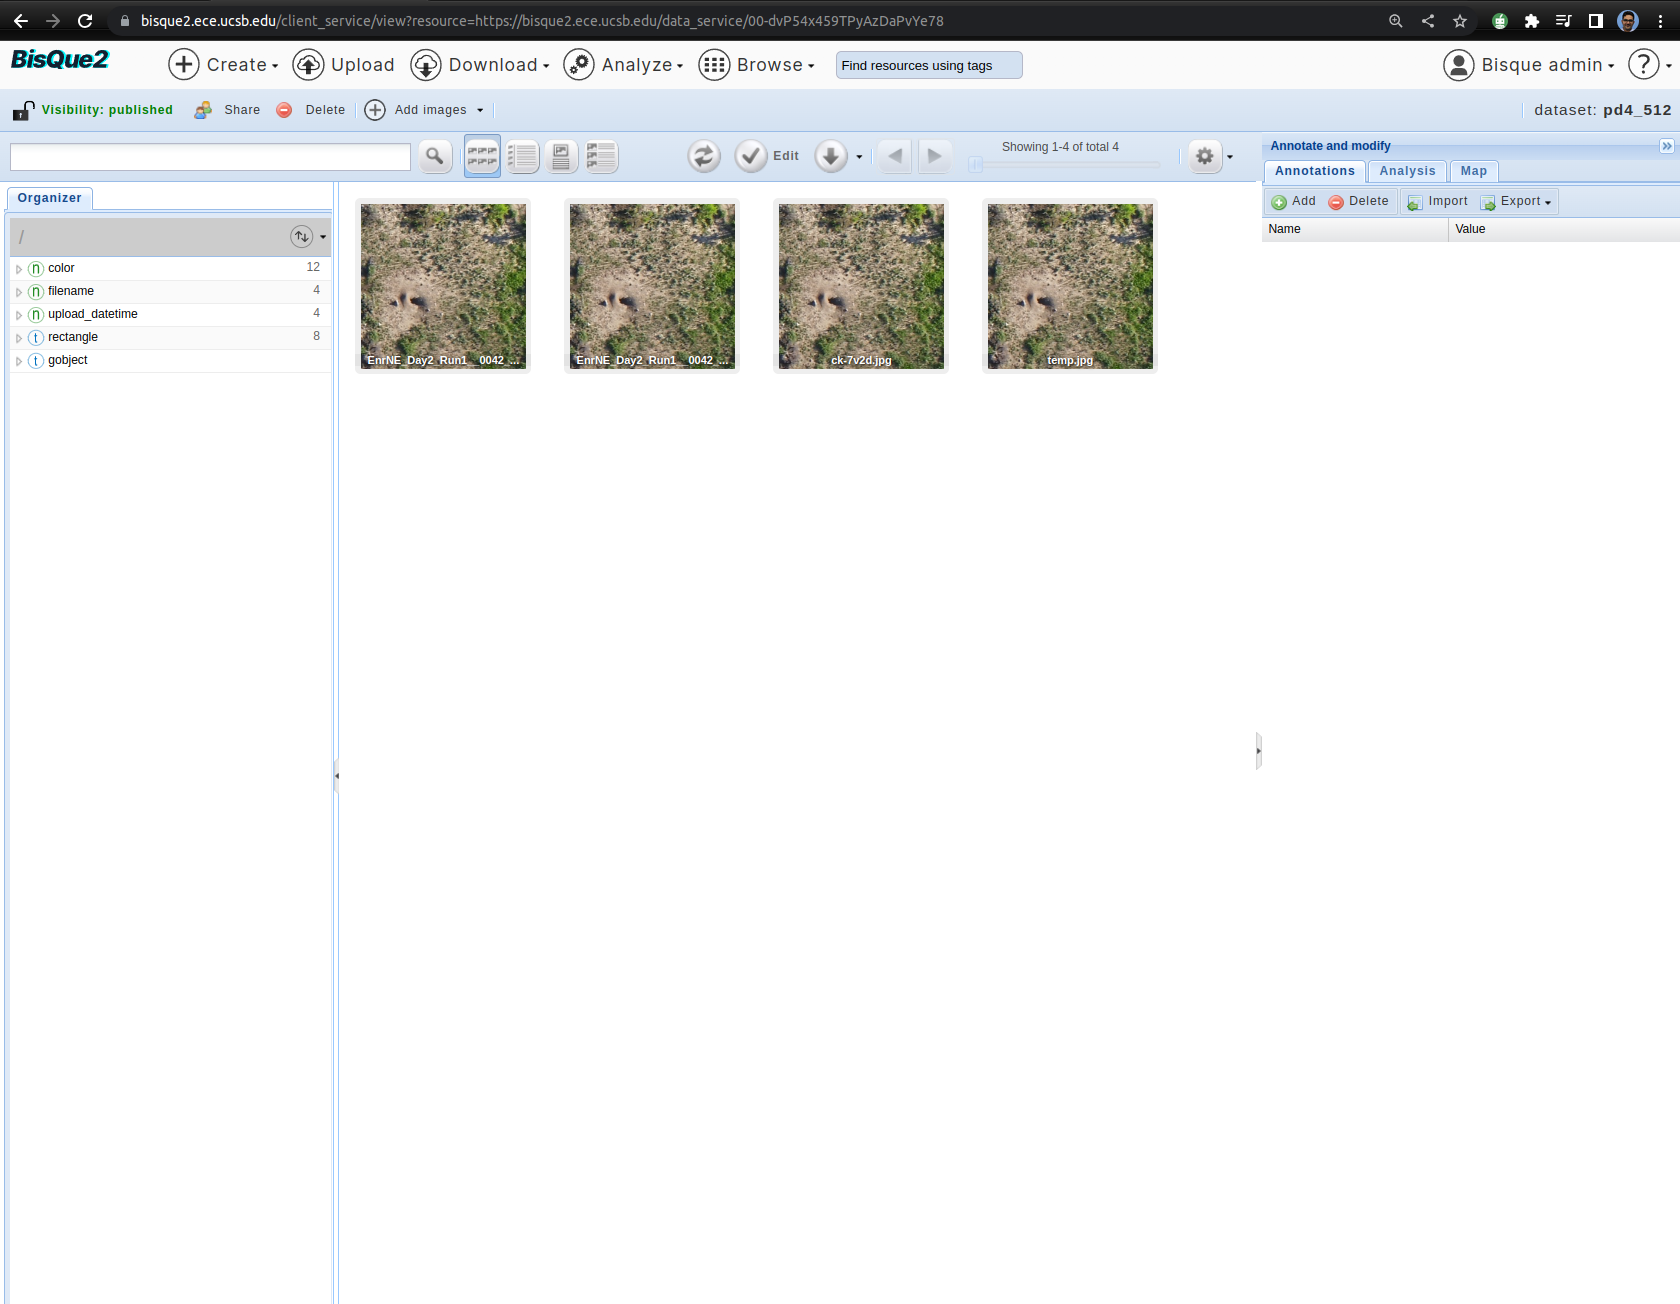 bisque2.ece.ucsb.edu/client_service/view?resource=https://bisque2.ece.ucsb.edu/data_service/00-dvP54x459TPyAzDaPvYe78
BisQue2 Create Upload Download Analyze Browse Find resources using tags Bisque admin ?
Visibility: published Share Delete Add images dataset: pd4_512
Edit Showing 1-4 of total 4
Annotate and modify
Annotations Analysis Map
Add Delete Import Export
Name Value
Organizer
/
n color 12
n filename 4
n upload_datetime 4
t rectangle 8
t gobject
EnrNE_Day2_Run1__0042_... EnrNE_Day2_Run1__0042_... ck-7v2d.jpg temp.jpg